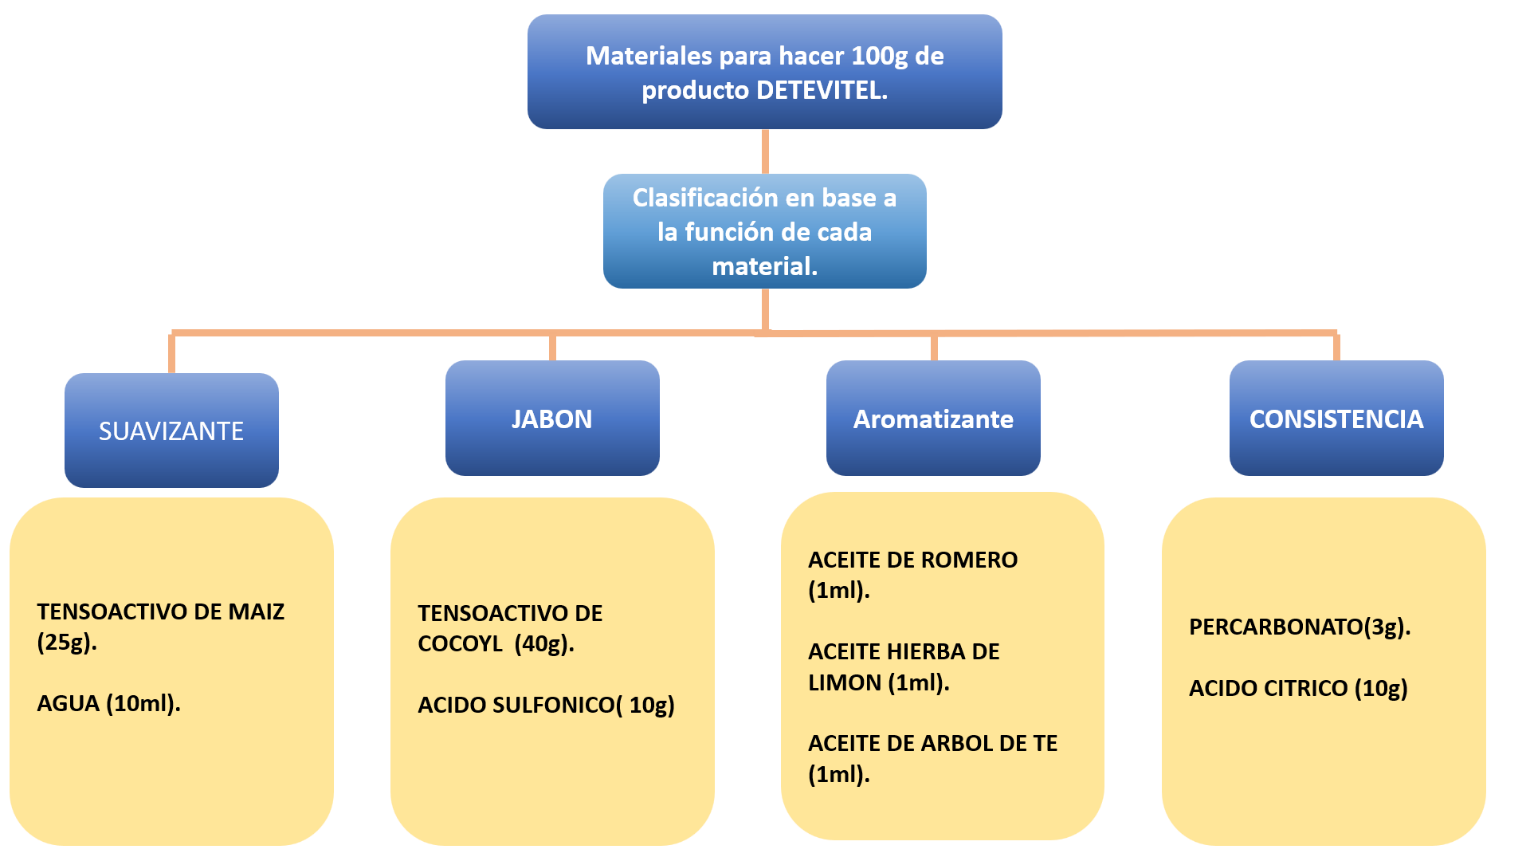 Materiales para hacer 100g de
producto DETEVITEL.
Clasificación en base a
la función de cada
material.
SUAVIZANTE
JABON
Aromatizante
CONSISTENCIA
TENSOACTIVO DE MAIZ
(25g).
AGUA (10ml).
TENSOACTIVO DE
COCOYL  (40g).
ACIDO SULFONICO( 10g)
ACEITE DE ROMERO
(1ml).
ACEITE HIERBA DE
LIMON (1ml).
ACEITE DE ARBOL DE TE
(1ml).
PERCARBONATO(3g).
ACIDO CITRICO (10g)